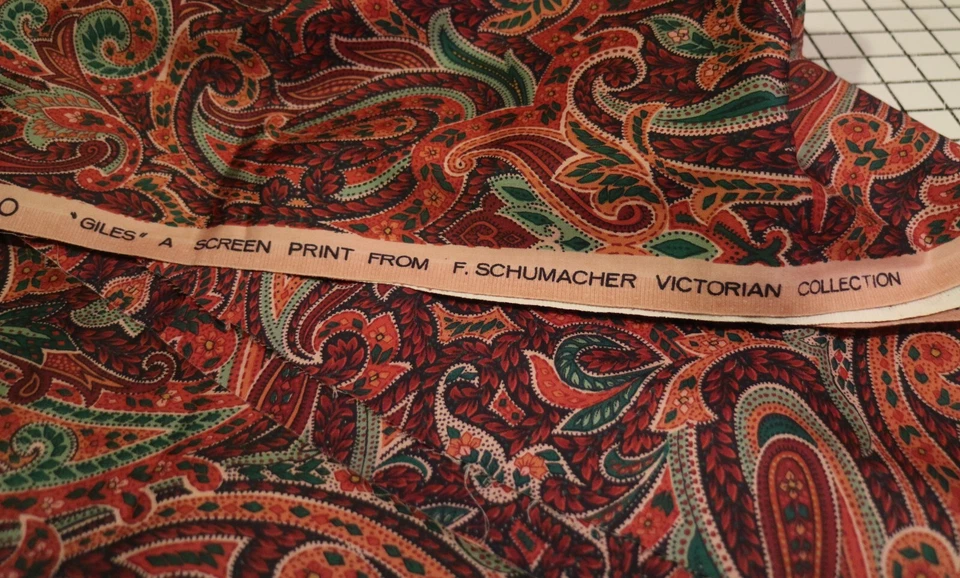 O "GILES" A SCREEN PRINT FROM F. SCHUMACHER VICTORIAN COLLECTION